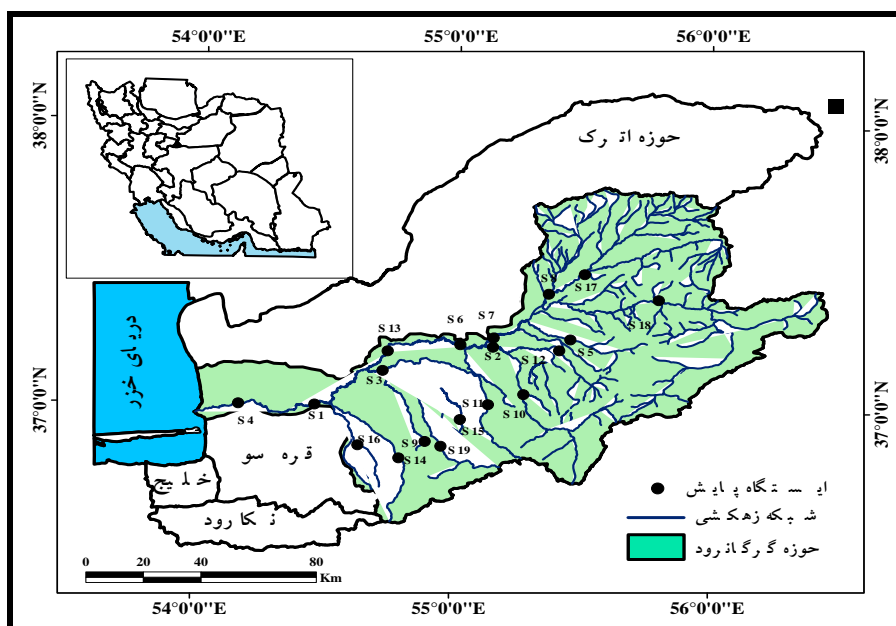 54°0'0"E 55°0'0"E 56°0'0"E
38°0'0"N
38°0'0"N
حوزه اترک
S 8
S 17
S 18
S 7
S 6
S 13
S 2
S 12
S 5
S 3
دریای خزر
37°0'0"N
37°0'0"N
S 4
S 1
S 11
S 10
S 15
S 16
S 9
S 14
S 19
قره سو
خلیج
نکارود
ایستگاه پایش
شبکه زهکشی
حوزه گرگانرود
0 20 40 80
Km
54°0'0"E 55°0'0"E 56°0'0"E